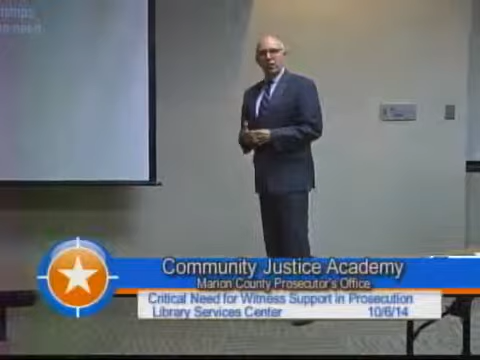 Community Justice Academy
Marion County Prosecutor's Office
Critical Need for Witness Support in Prosecution
Library Services Center 10/6/14